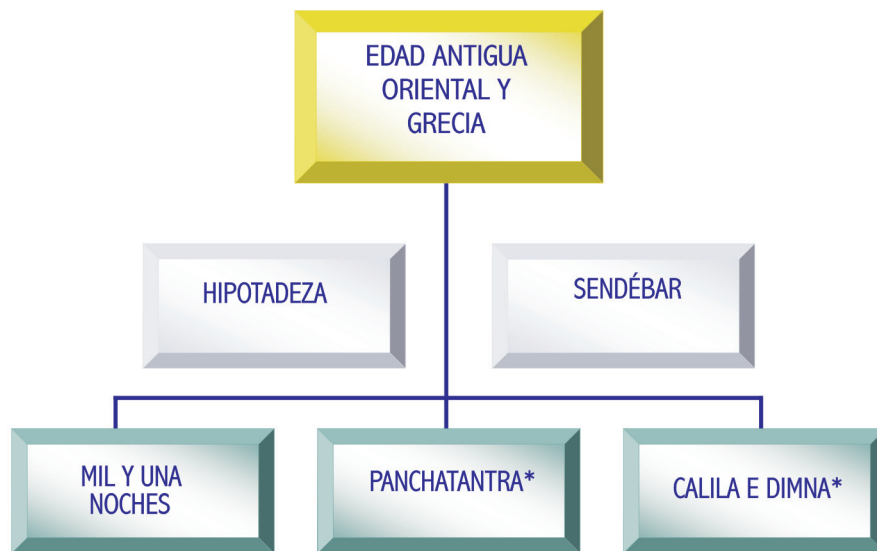 EDAD ANTIGUA
ORIENTAL Y
GRECIA
HIPOTADEZA
SENDÉBAR
MIL Y UNA
NOCHES
PANCHATANTRA*
CALILA E DIMNA*